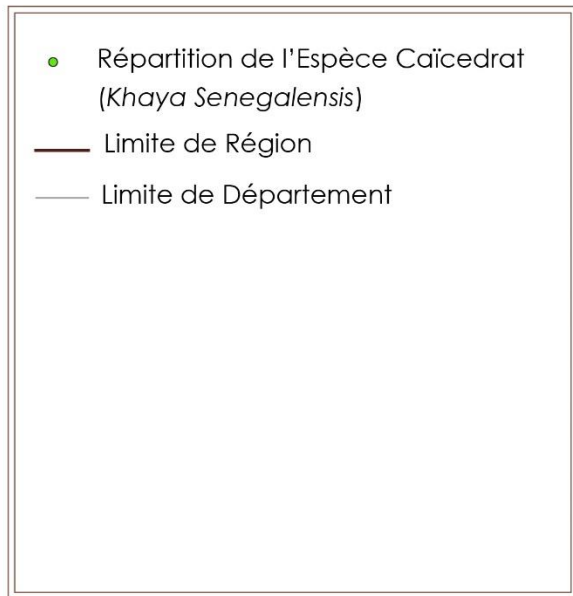 Répartition de l’Espèce Caïcedrat
(Khaya Senegalensis)
Limite de Région
Limite de Département